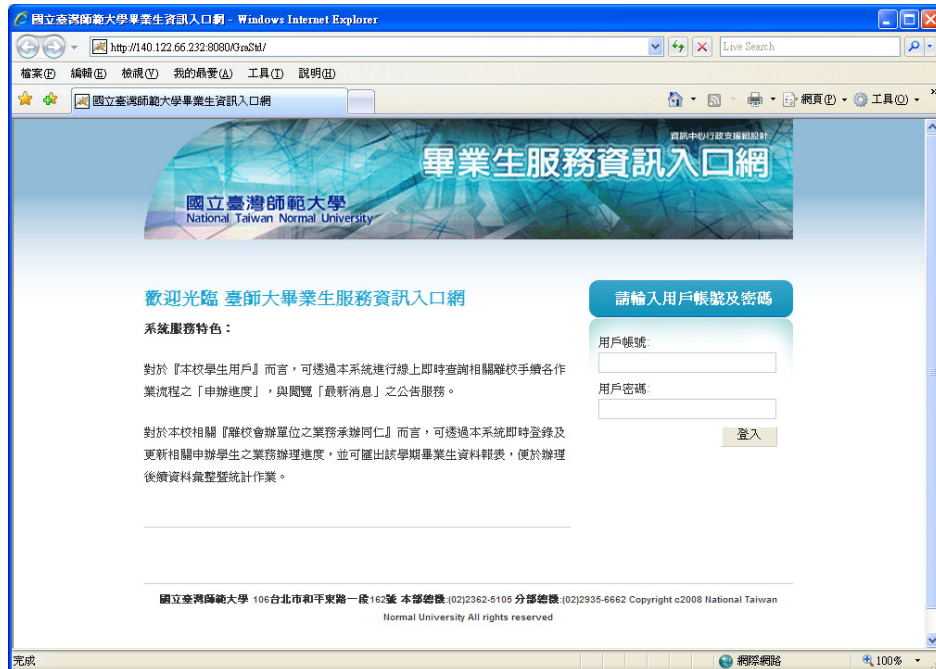 國立臺灣師範大學畢業生資訊入口網 - Windows Internet Explorer
http://140.122.66.232:8080/GraStd/
Live Search
檔案(F) 編輯(E) 檢視(V) 我的最愛(A) 工具(T) 說明(H)
國立臺灣師範大學畢業生資訊入口網
網頁(P)
工具(O)
資訊中心行政支援組設計
畢業生服務資訊入口網
國立臺灣師範大學
National Taiwan Normal University
歡迎光臨 臺師大畢業生服務資訊入口網
系統服務特色：
對於『本校學生用戶』而言，可透過本系統進行線上即時查詢相關離校手續各作
業流程之「申辦進度」，與閱覽「最新消息」之公告服務。
對於本校相關『離校會辦單位之業務承辦同仁』而言，可透過本系統即時登錄及
更新相關申辦學生之業務辦理進度，並可匯出該學期畢業生資料報表，便於辦理
後續資料彙整暨統計作業。
請輸入用戶帳號及密碼
用戶帳號:
用戶密碼:
登入
國立臺灣師範大學 106台北市和平東路一段162號 本部總機:(02)2362-5105 分部總機:(02)2935-6662 Copyright c2008 National Taiwan
Normal University All rights reserved
完成
網際網路
100%